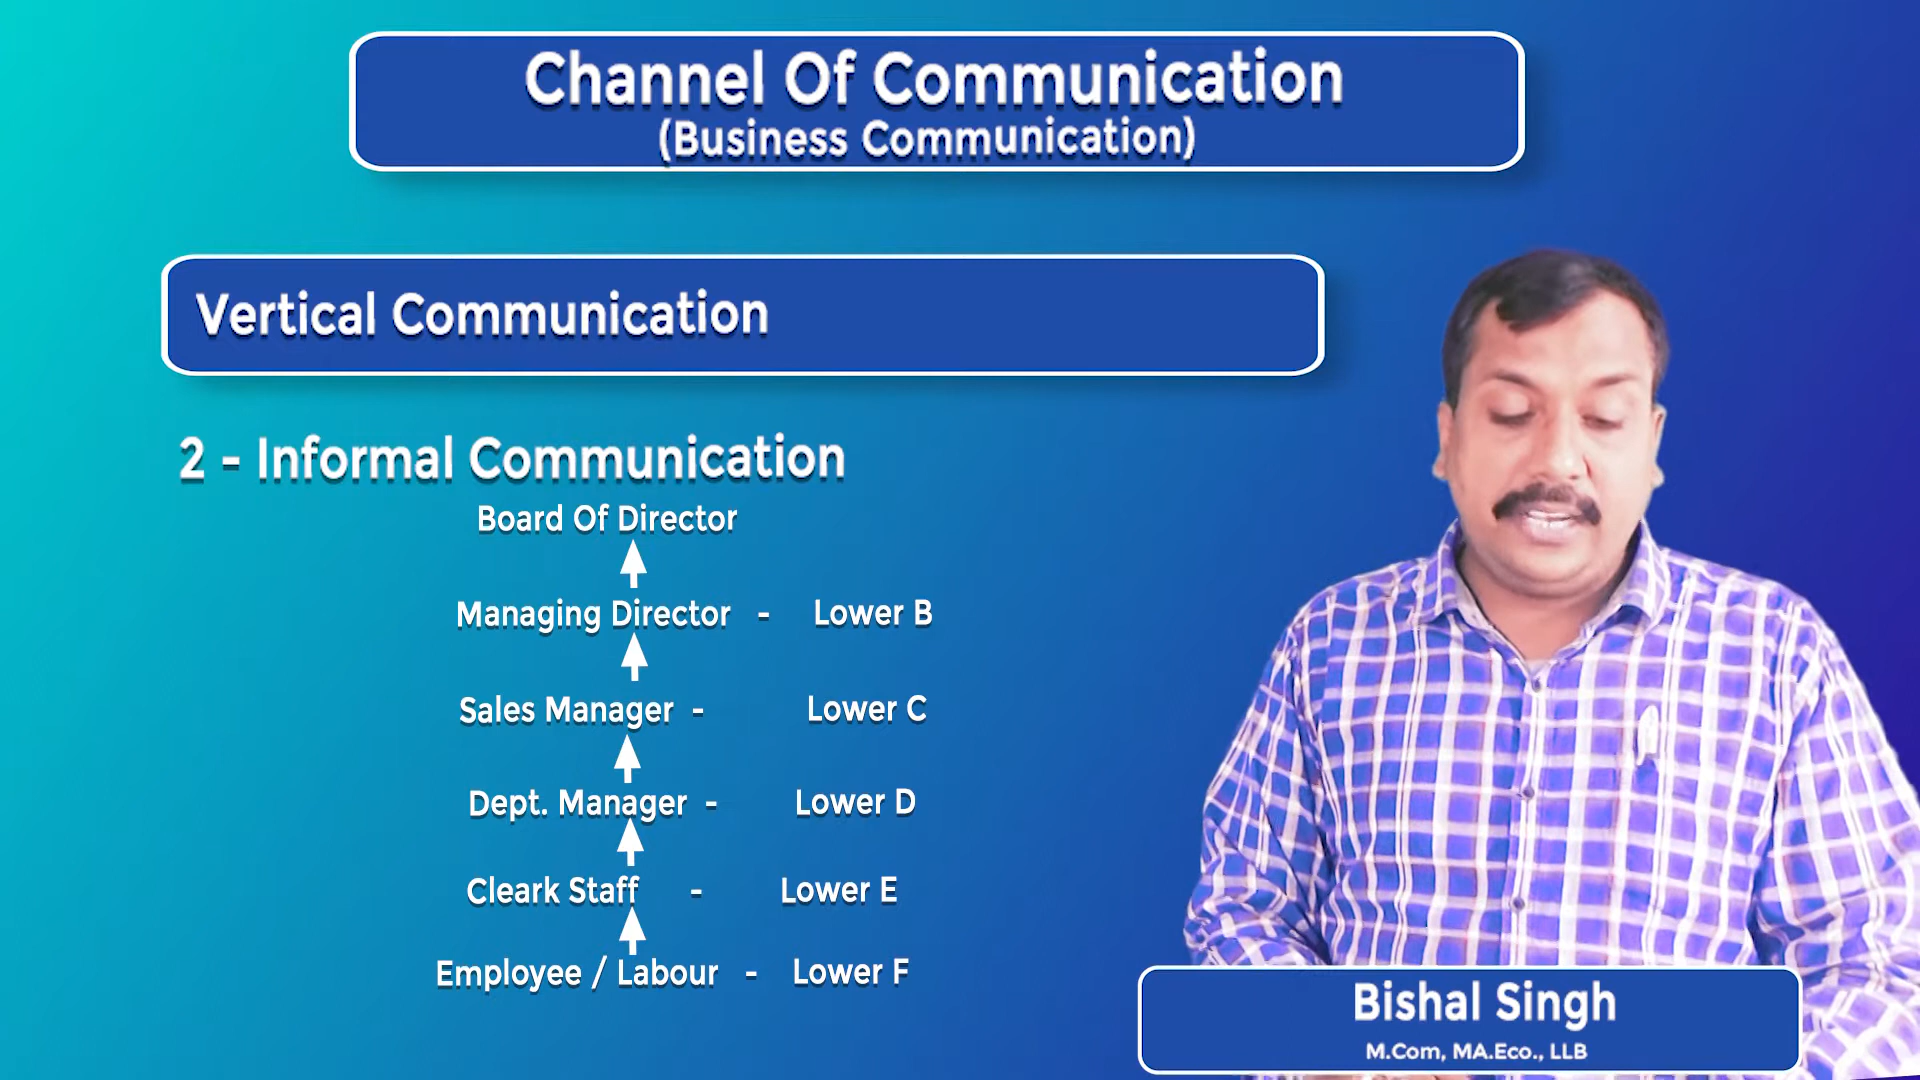 Channel Of Communication
(Business Communication)
Vertical Communication
2 - Informal Communication
Board Of Director
Managing Director - Lower B
Sales Manager - Lower C
Dept. Manager - Lower D
Cleark Staff - Lower E
Employee / Labour - Lower F
Bishal Singh
M.Com, MA.Eco., LLB